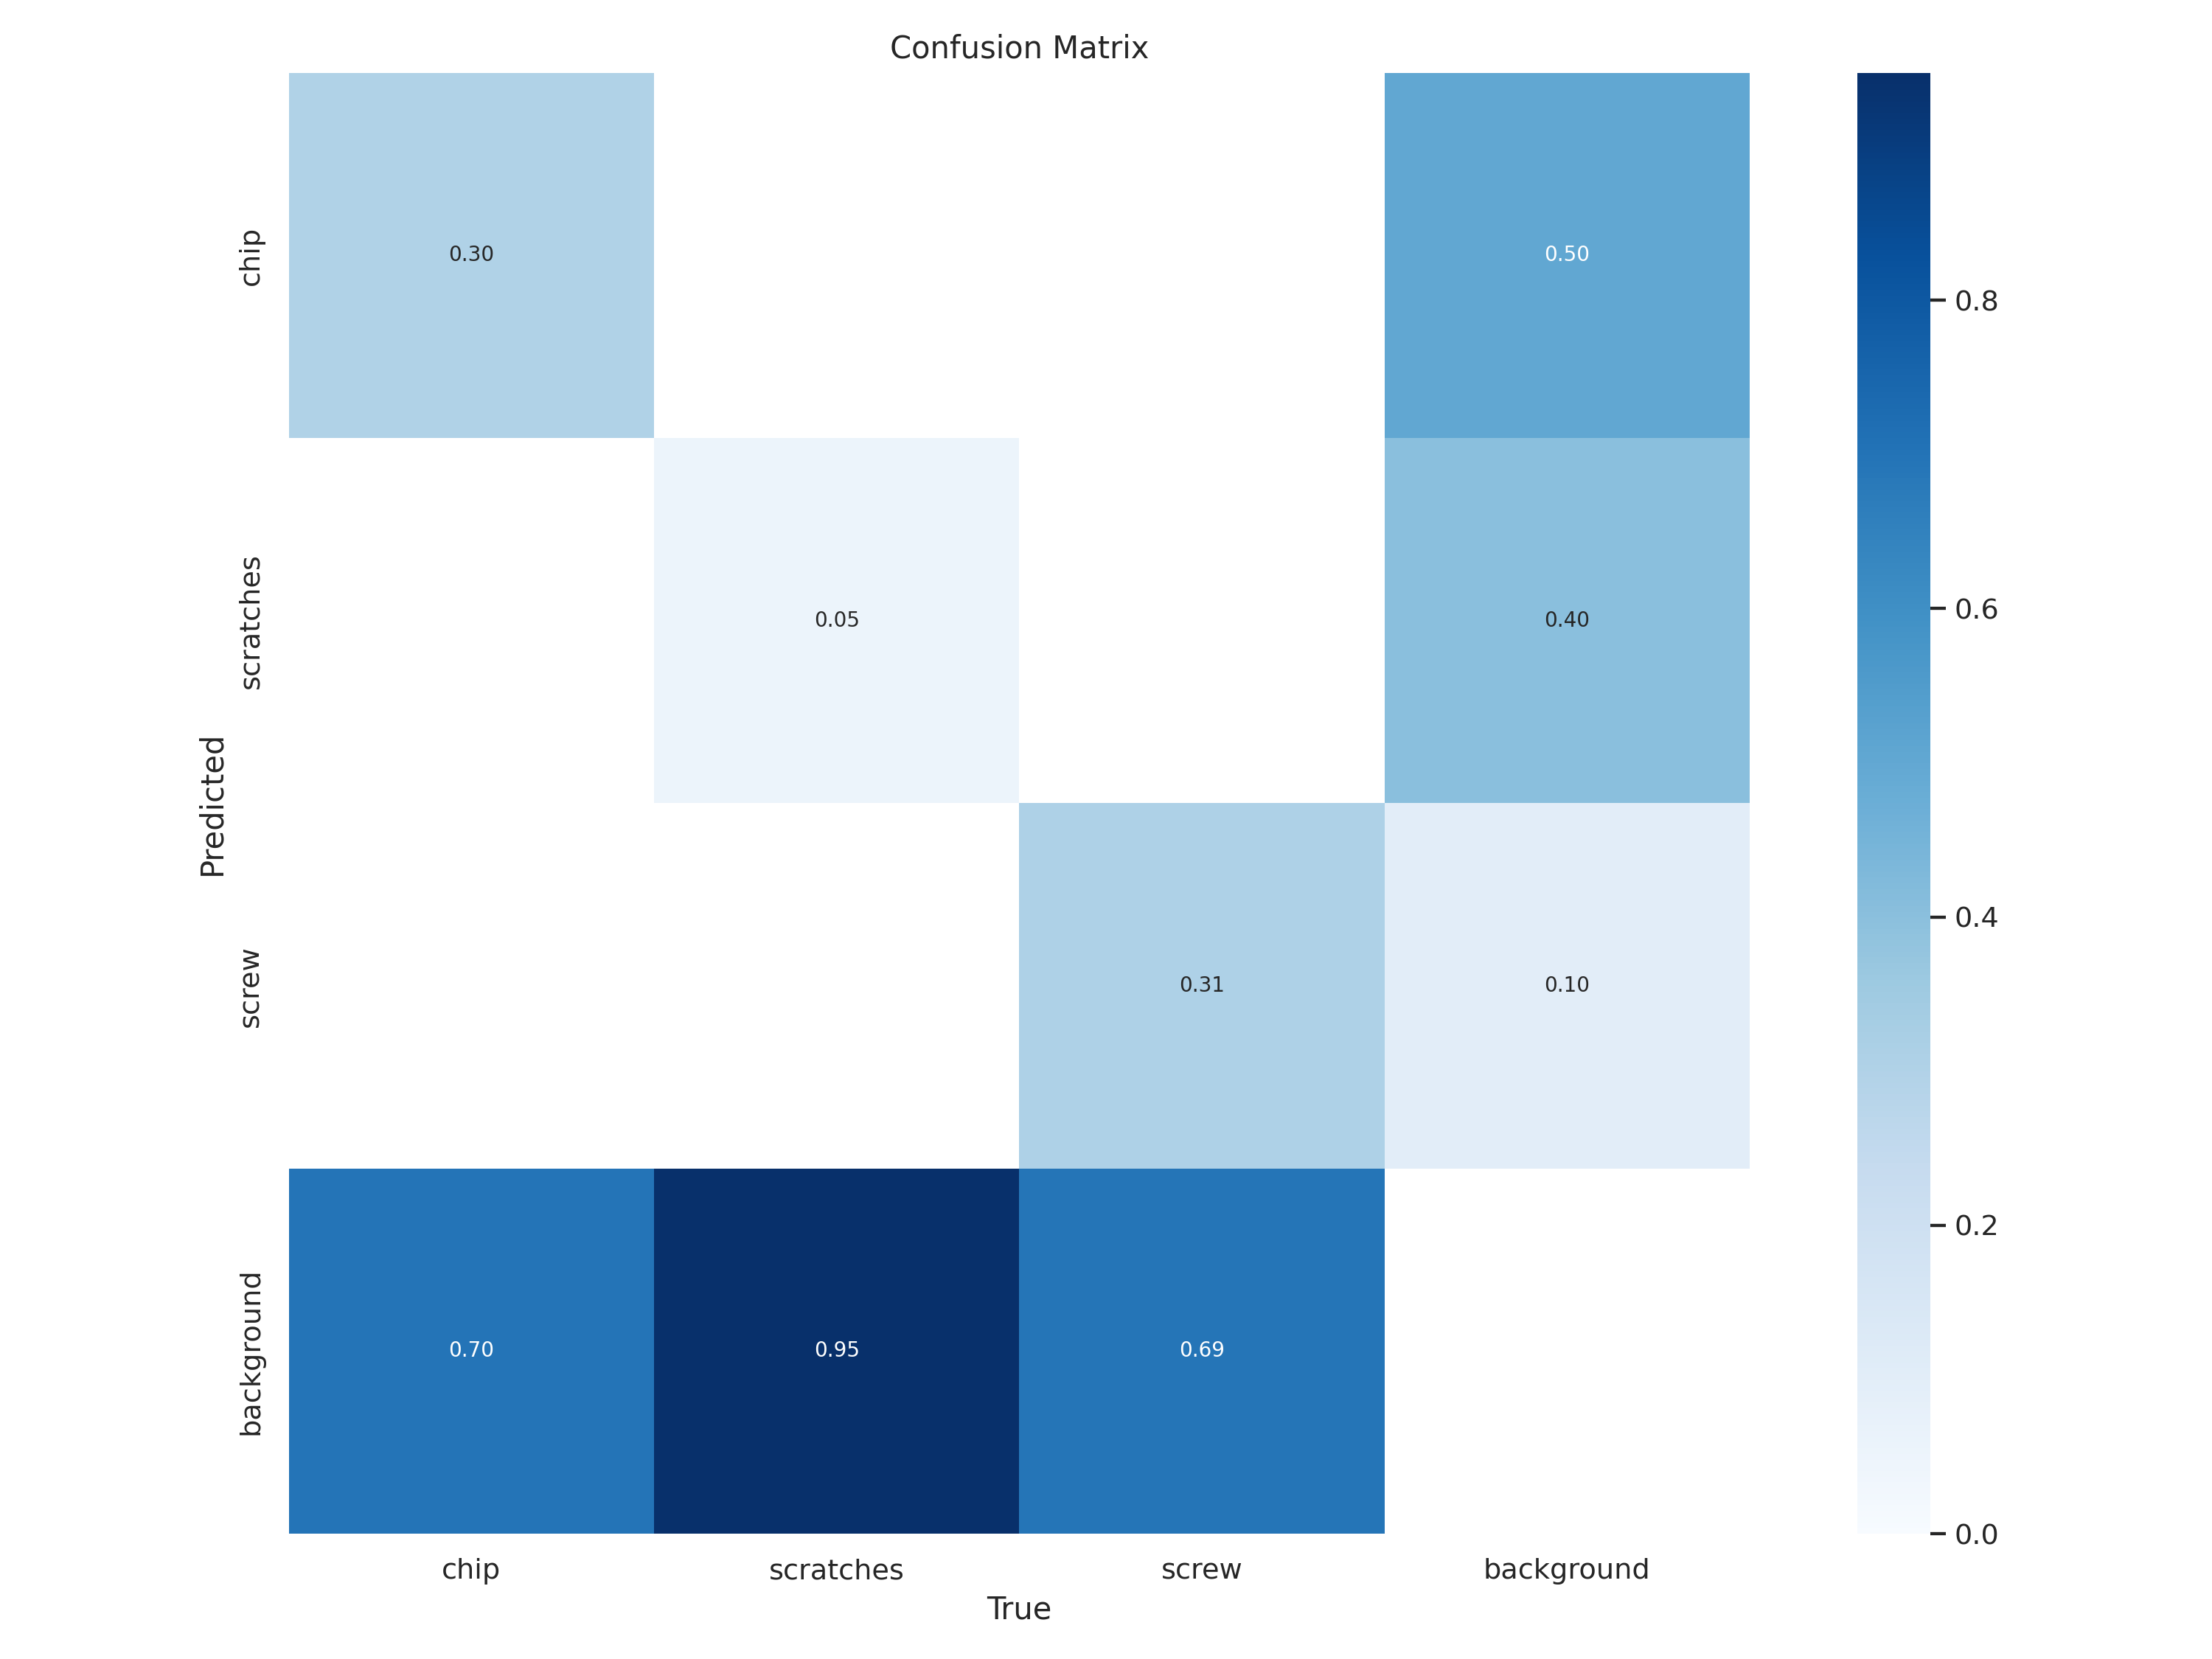 Confusion Matrix
chip
0.30
0.50
0.8
scratches
0.05
0.40
0.6
Predicted
0.4
screw
0.31
0.10
0.2
background
0.70
0.95
0.69
0.0
chip
scratches
screw
background
True